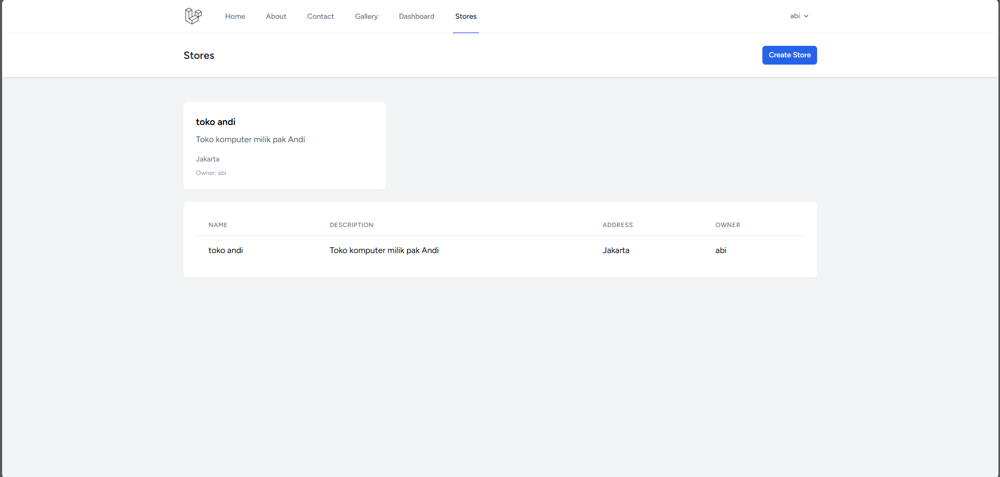 Home About Contact Gallery Dashboard Stores abi
Stores Create Store
toko andi
Toko komputer milik pak Andi
Jakarta
Owner: abi
NAME DESCRIPTION ADDRESS OWNER
toko andi Toko komputer milik pak Andi Jakarta abi